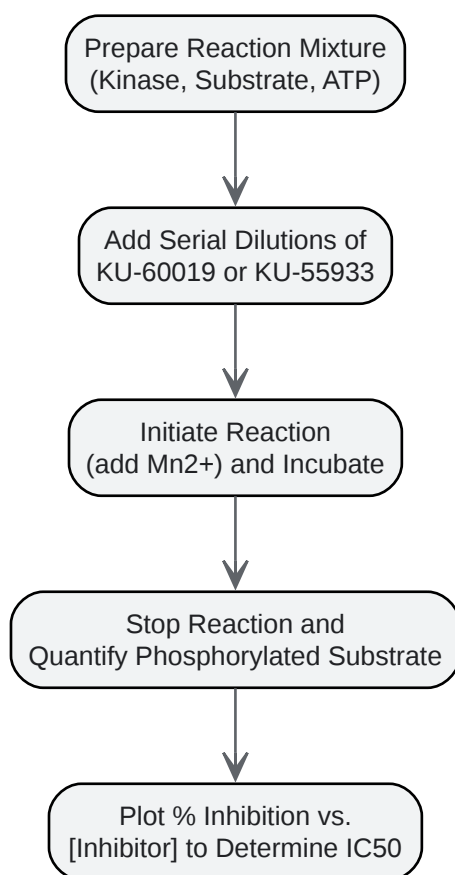 Prepare Reaction Mixture
(Kinase, Substrate, ATP)
Add Serial Dilutions of
KU-60019 or KU-55933
Initiate Reaction
(add Mn2+) and Incubate
Stop Reaction and
Quantify Phosphorylated Substrate
Plot % Inhibition vs.
[Inhibitor] to Determine IC50